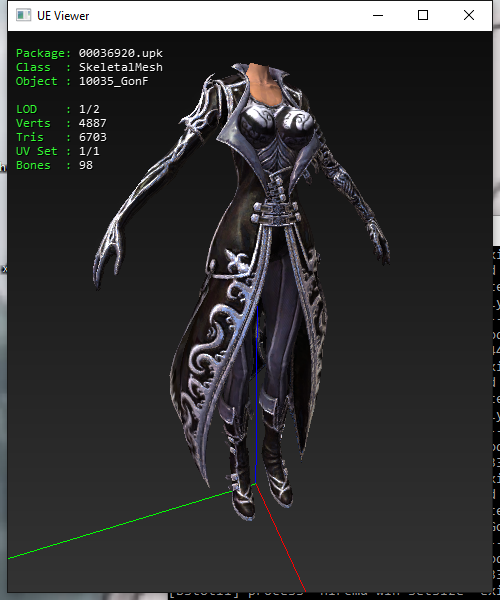 UE Viewer
Package: 00036920.upk
Class : SkeletalMesh
Object : 10035_GonF
LOD : 1/2
Verts : 4887
Tris : 6703
UV Set : 1/1
Bones : 98